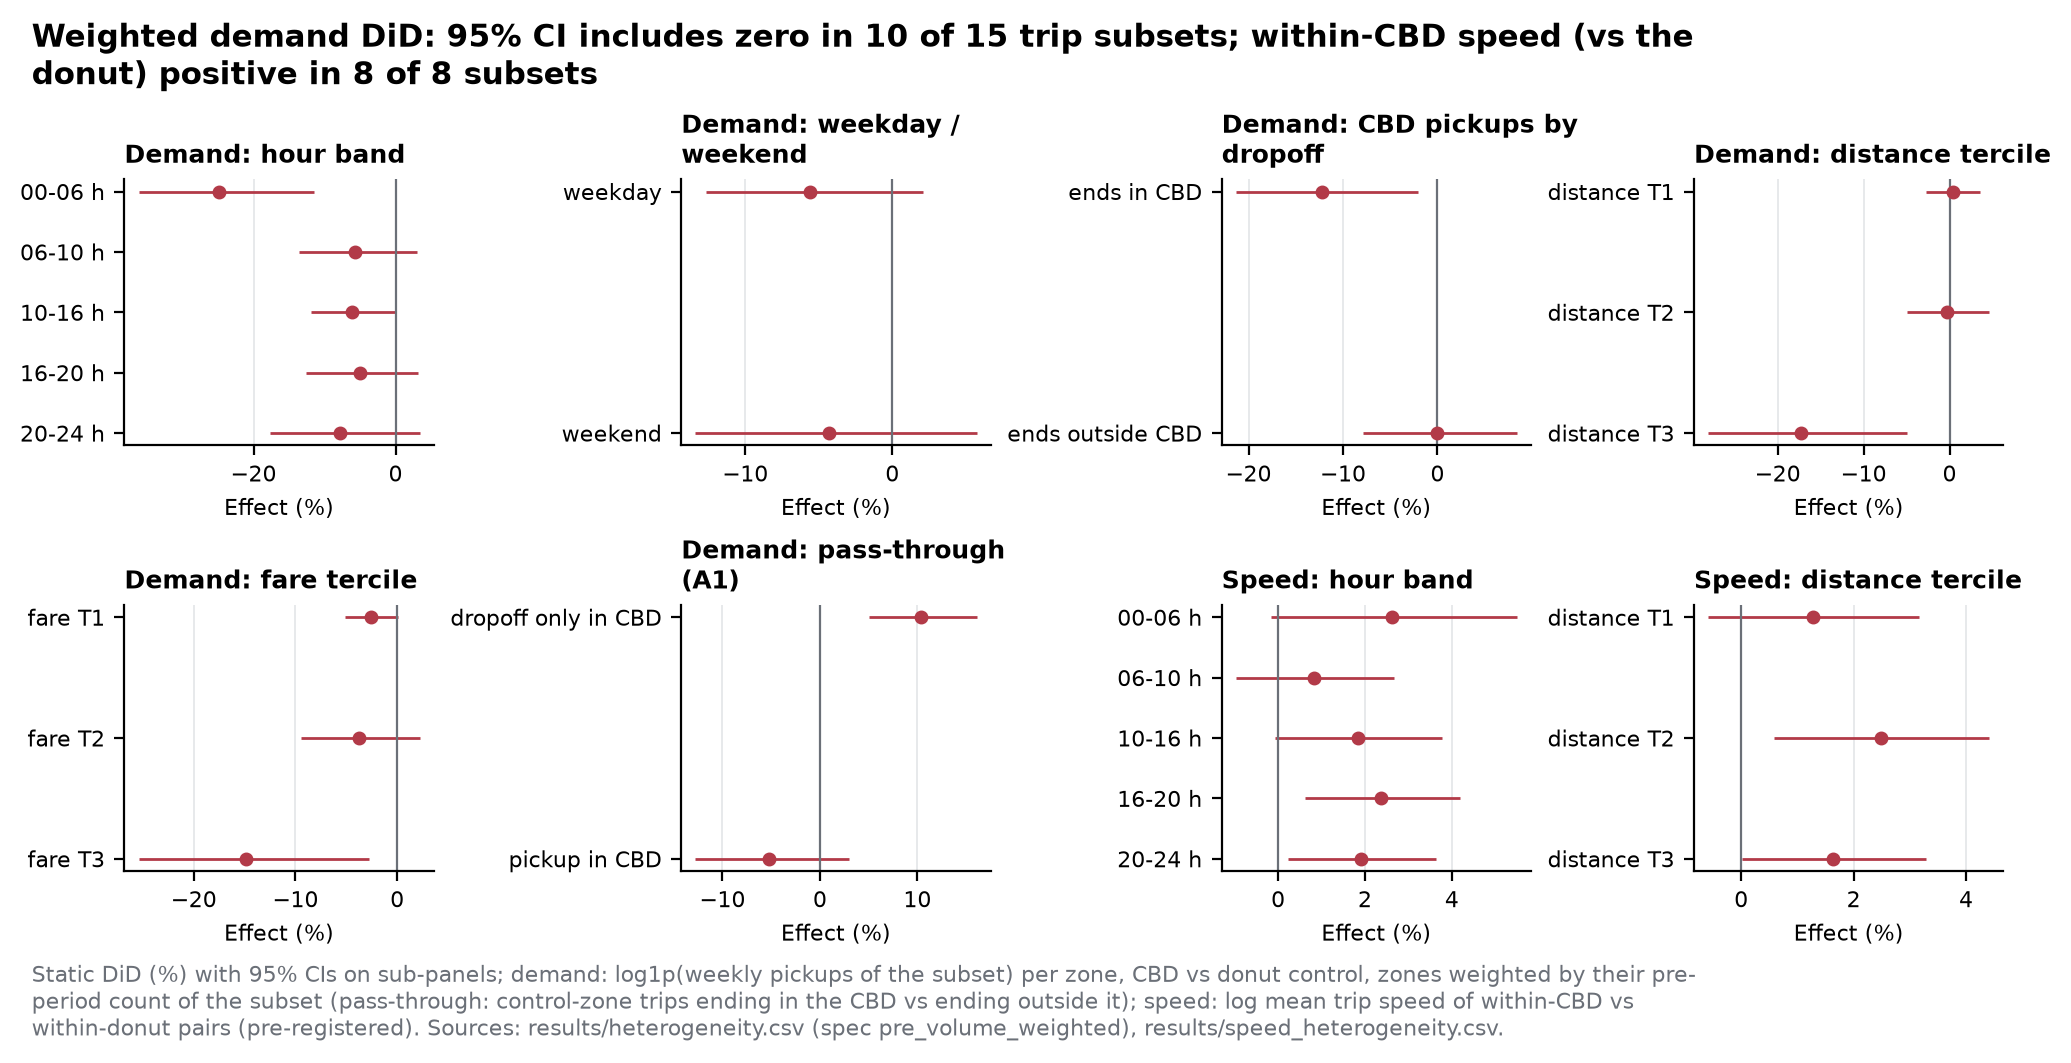 Weighted demand DiD: 95% CI includes zero in 10 of 15 trip subsets; within-CBD speed (vs the
donut) positive in 8 of 8 subsets
Demand: hour band
00-06 h
06-10 h
10-16 h
16-20 h
20-24 h
−20
0
Effect (%)
Demand: weekday /
weekend
weekday
weekend
−10
0
Effect (%)
Demand: CBD pickups by
dropoff
ends in CBD
ends outside CBD
−20
−10
0
Effect (%)
Demand: distance tercile
distance T1
distance T2
distance T3
−20
−10
0
Effect (%)
Demand: fare tercile
fare T1
fare T2
fare T3
−20
−10
0
Effect (%)
Demand: pass-through
(A1)
dropoff only in CBD
pickup in CBD
−10
0
10
Effect (%)
Speed: hour band
00-06 h
06-10 h
10-16 h
16-20 h
20-24 h
0
2
4
Effect (%)
Speed: distance tercile
distance T1
distance T2
distance T3
0
2
4
Effect (%)
Static DiD (%) with 95% CIs on sub-panels; demand: log1p(weekly pickups of the subset) per zone, CBD vs donut control, zones weighted by their pre-
period count of the subset (pass-through: control-zone trips ending in the CBD vs ending outside it); speed: log mean trip speed of within-CBD vs
within-donut pairs (pre-registered). Sources: results/heterogeneity.csv (spec pre_volume_weighted), results/speed_heterogeneity.csv.